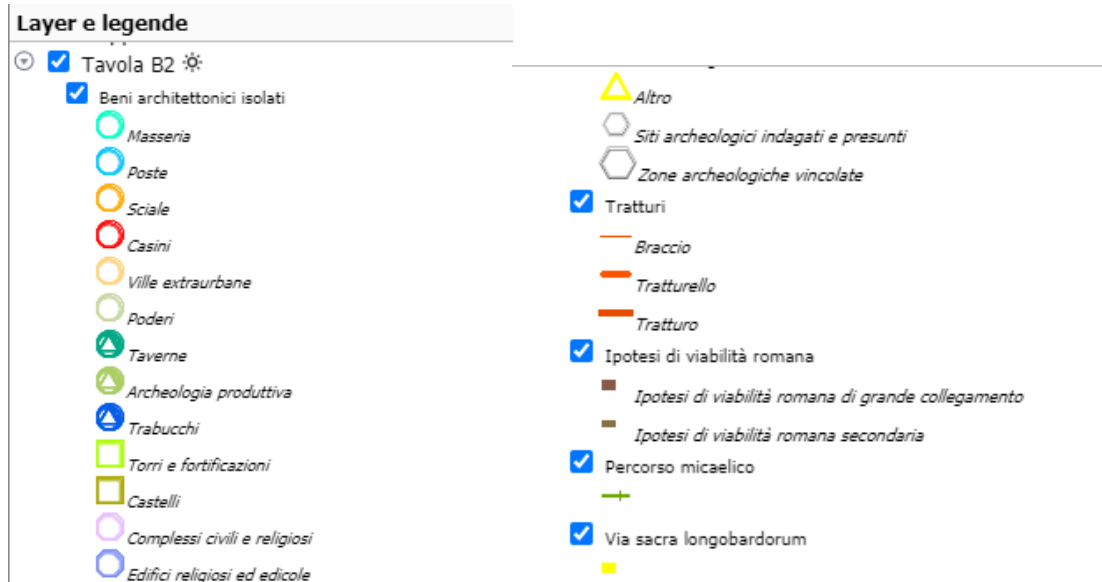 Layer e legende
Tavola B2
Beni architettonici isolati
Masseria
Poste
Sciale
Casini
Ville extraurbane
Poderi
Taverne
Archeologia produttiva
Trabucchi
Torri e fortificazioni
Castelli
Complessi civili e religiosi
Edifici religiosi ed edicole
Altro
Siti archeologici indagati e presunti
Zone archeologiche vincolate
Tratturi
Braccio
Tratturello
Tratturo
Ipotesi di viabilità romana
Ipotesi di viabilità romana di grande collegamento
Ipotesi di viabilità romana secondaria
Percorso micaelico
Via sacra longobardorum